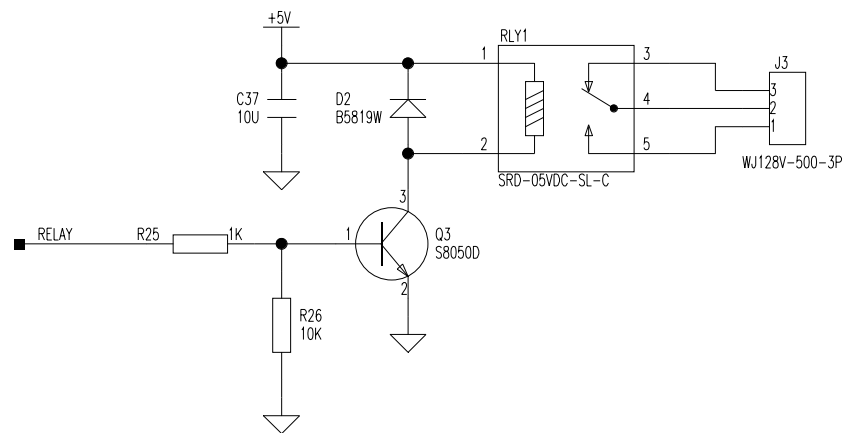 +5V
RLY1
1
3
J3
C37
10U
D2
B5819W
3
4
2
1
2
5
WJ128V-500-3P
SRD-05VDC-SL-C
3
RELAY
R25
1K
1
Q3
S8050D
2
R26
10K